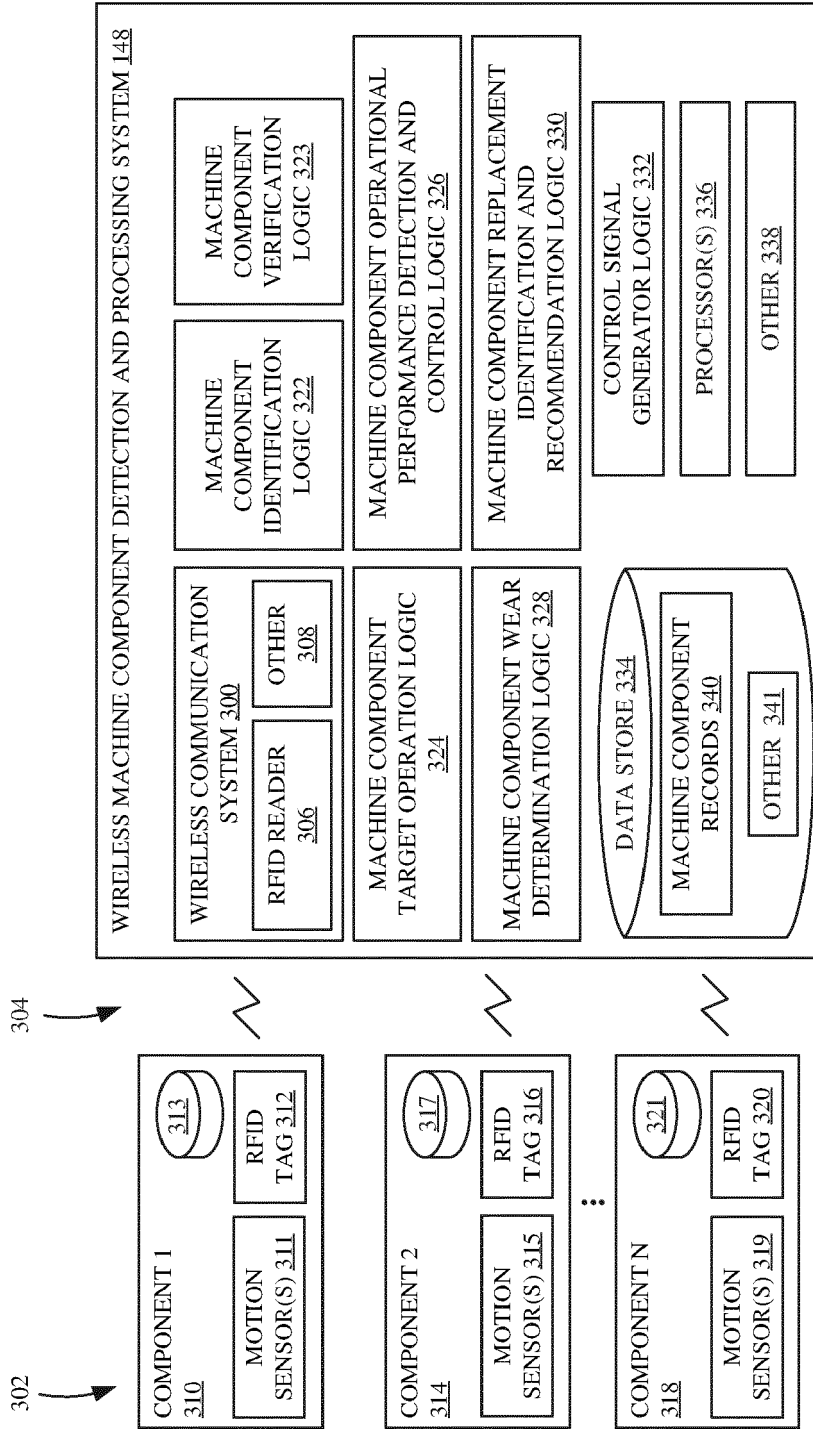 302
304
COMPONENT 1
310
313
MOTION
SENSOR(S) 311
RFID
TAG 312
COMPONENT 2
314
317
MOTION
SENSOR(S) 315
RFID
TAG 316
COMPONENT N
318
321
MOTION
SENSOR(S) 319
RFID
TAG 320
WIRELESS MACHINE COMPONENT DETECTION AND PROCESSING SYSTEM 148
WIRELESS COMMUNICATION
SYSTEM 300
RFID READER
306
OTHER
308
MACHINE
COMPONENT
IDENTIFICATION
LOGIC 322
MACHINE
COMPONENT
VERIFICATION
LOGIC 323
MACHINE COMPONENT
TARGET OPERATION LOGIC
324
MACHINE COMPONENT OPERATIONAL
PERFORMANCE DETECTION AND
CONTROL LOGIC 326
MACHINE COMPONENT WEAR
DETERMINATION LOGIC 328
MACHINE COMPONENT REPLACEMENT
IDENTIFICATION AND
RECOMMENDATION LOGIC 330
DATA STORE 334
MACHINE COMPONENT
RECORDS 340
OTHER 341
CONTROL SIGNAL
GENERATOR LOGIC 332
PROCESSOR(S) 336
OTHER 338